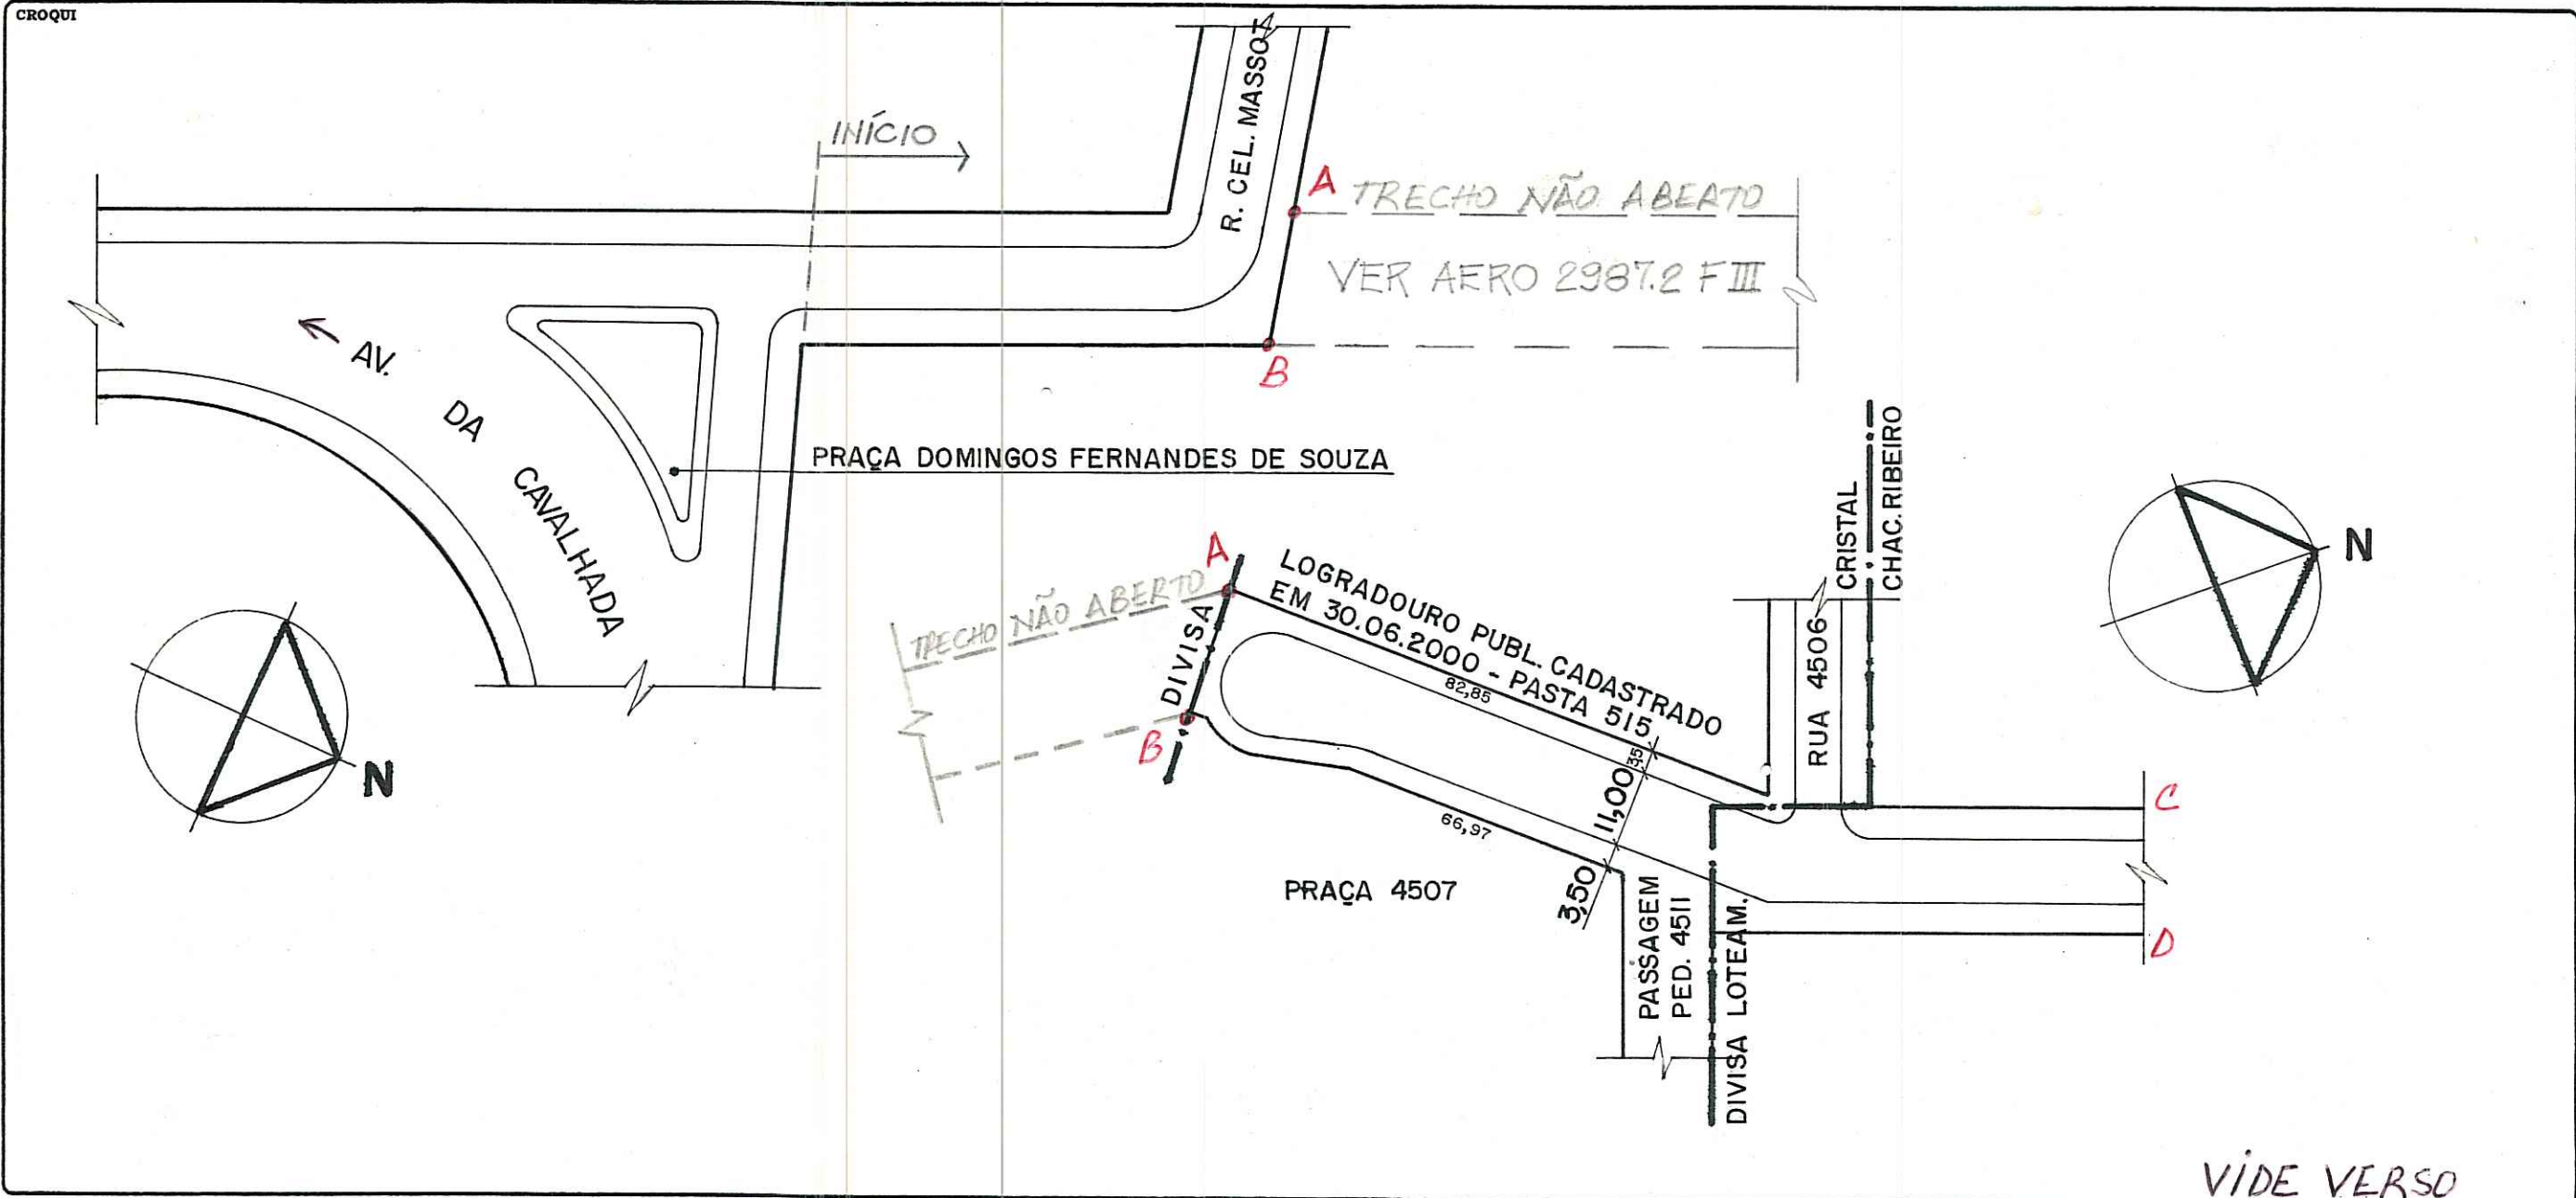 CROQUI
R. CEL. MASSOT
INÍCIO
A
TRECHO NÃO ABERTO
VER AERO 2987.2 F III
B
AV.
DA
CAVALHADA
PRAÇA DOMINGOS FERNANDES DE SOUZA
N
CRISTAL
CHAC. RIBEIRO
N
A
TRECHO NÃO ABERTO
DIVISA
B
LOGRADOURO PUBL. CADASTRADO
EM 30.06.2000 - PASTA 515
82,85
66,97
3,5
11,00
3,50
RUA 4506
PRAÇA 4507
PASSAGEM
PED. 4511
DIVISA LOTEAM.
C
D
VIDE VERSO